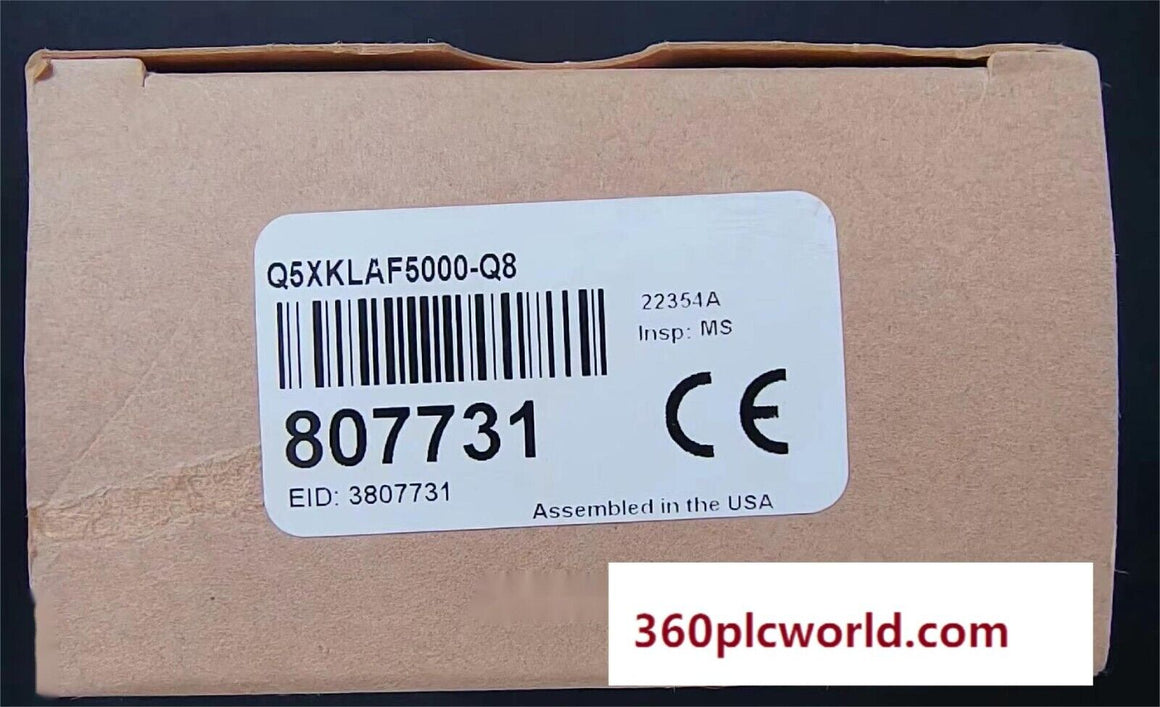 Q5XKLAF5000-Q8
22354A
Insp: MS
807731
CE
EID: 3807731
Assembled in the USA
360plcworld.com